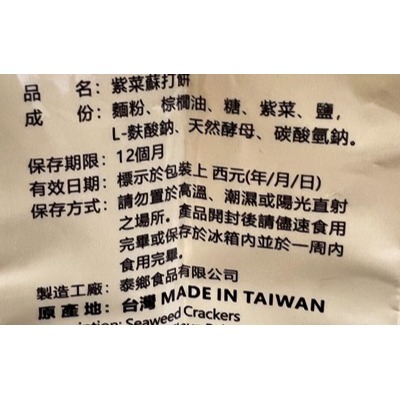 品 名：紫菜蘇打餅
成 份：麵粉、棕櫚油、糖、紫菜、鹽，
L-麩酸鈉、天然酵母、碳酸氫鈉。
保存期限：12個月
有效日期：標示於包裝上 西元(年/月/日)
保存方式：請勿置於高溫、潮濕或陽光直射
之場所。產品開封後請儘速食用
完畢或保存於冰箱內並於一周內
食用完畢。
製造工廠：泰鄉食品有限公司
原產地：台灣 MADE IN TAIWAN
Seaweed Crackers